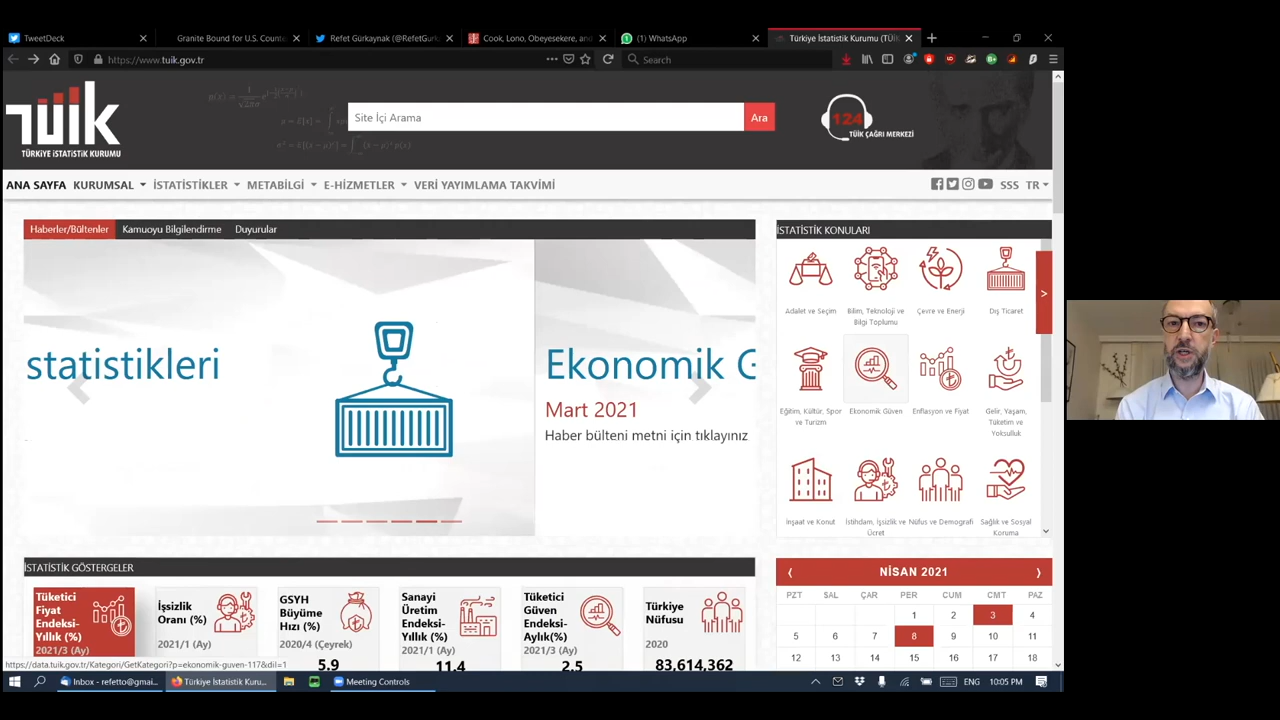 TweetDeck
Granite Bound for U.S. Count
Refet Gürkaynak (@RefetGurk
Cook, Lono, Obeyesekere, and
(1) WhatsApp
Türkiye İstatistik Kurumu (TÜİK
https://www.tuik.gov.tr
Search
TÜİK
TÜRKİYE İSTATİSTİK KURUMU
Site İçi Arama
Ara
124
TÜİK ÇAĞRI MERKEZİ
ANA SAYFA KURUMSAL İSTATİSTİKLER METABİLGİ E-HİZMETLER VERİ YAYIMLAMA TAKVİMİ
SSS TR
Haberler/Bültenler Kamuoyu Bilgilendirme Duyurular
statistikleri
Ekonomik G
Mart 2021
Haber bülteni metni için tıklayınız
İSTATİSTİK KONULARI
>
Adalet ve Seçim
Bilim, Teknoloji ve
Bilgi Toplumu
Çevre ve Enerji
Dış Ticaret
Eğitim, Kültür, Spor
ve Turizm
Ekonomik Güven
Enflasyon ve Fiyat
Gelir, Yaşam,
Tüketim ve
Yoksulluk
İnşaat ve Konut
İstihdam, İşsizlik ve
Ücret
Nüfus ve Demografi
Sağlık ve Sosyal
Koruma
İSTATİSTİK GÖSTERGELER
Tüketici
Fiyat
Endeksi-
Yıllık (%)
2021/3 (Ay)
İşsizlik
Oranı (%)
2021/1 (Ay)
GSYH
Büyüme
Hızı (%)
2020/4 (Çeyrek)
5.9
Sanayi
Üretim
Endeksi-
Yıllık (%)
2021/1 (Ay)
11.4
Tüketici
Güven
Endeksi-
Aylık(%)
2021/3 (Ay)
2.5
Türkiye
Nüfusu
2020
83,614,362
NİSAN 2021
PZT SAL ÇAR PER CUM CMT PAZ
1 2 3 4
5 6 7 8 9 10 11
12 13 14 15 16 17 18
https://data.tuik.gov.tr/Kategori/GetKategori?p=ekonomik-guven-117&dil=1
Inbox - refetto@gmai...
Türkiye İstatistik Kuru...
Meeting Controls
ENG
10:05 PM